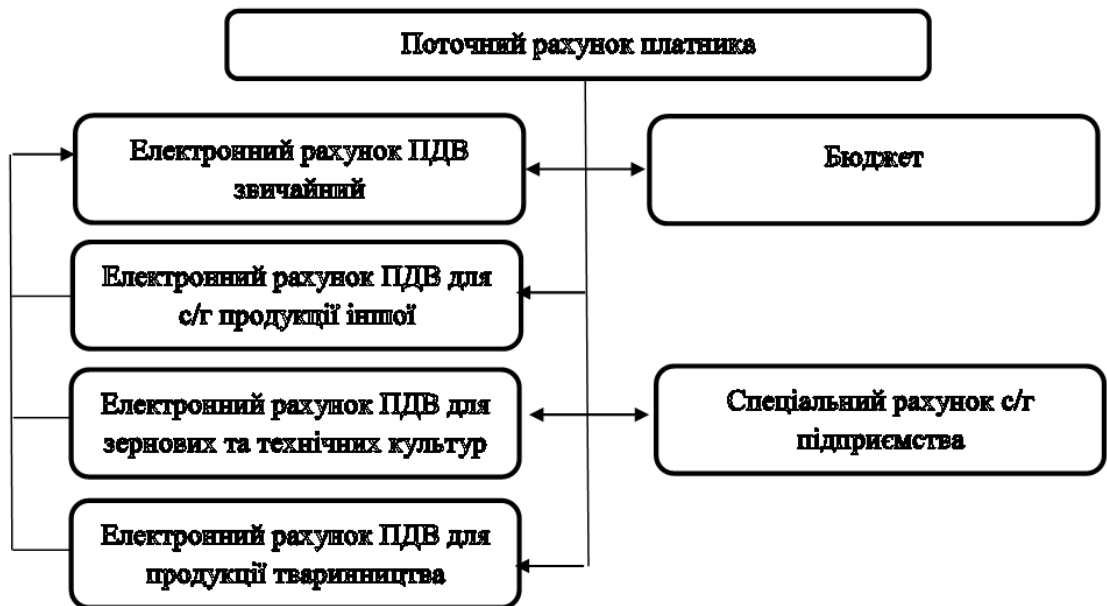 Поточний рахунок платника
Електронний рахунок ПДВ
звичайний
Бюджет
Електронний рахунок ПДВ для
с/г продукції іншої
Електронний рахунок ПДВ для
зернових та технічних культур
Спеціальний рахунок с/г
підприємства
Електронний рахунок ПДВ для
продукції тваринництва